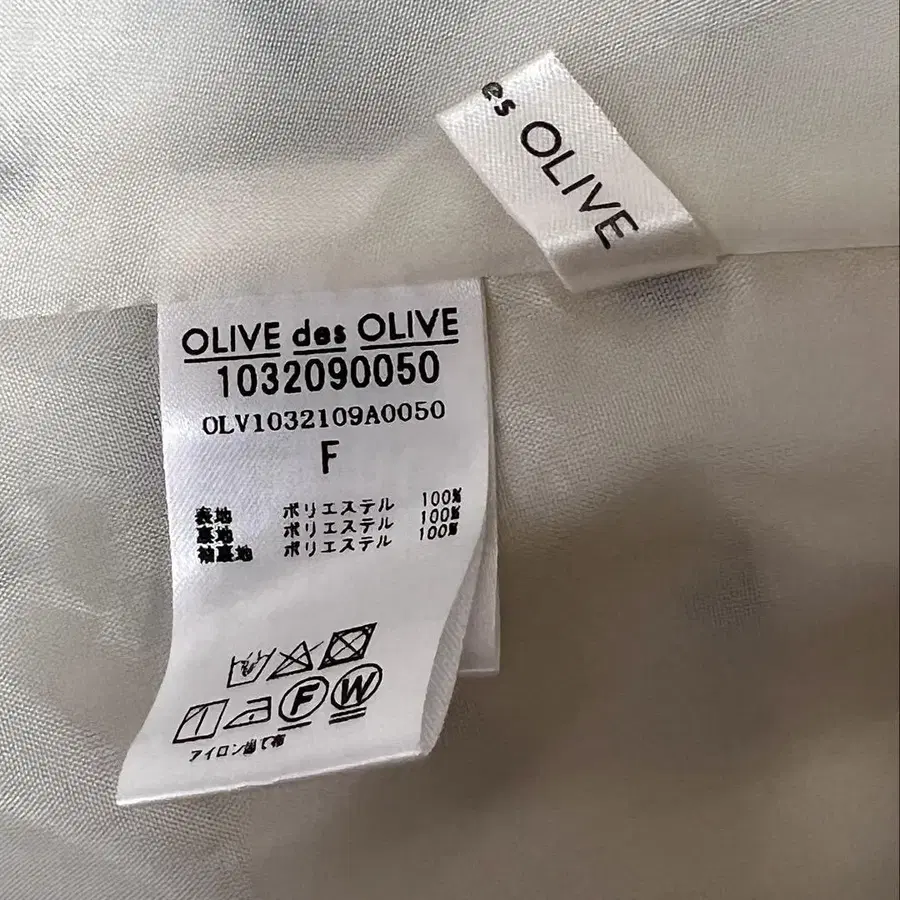 es OLIVE
OLIVE des OLIVE
1032090050
OLV1032109A0050
F
表地 ポリエステル 100%
裏地 ポリエステル 100%
袖裏地 ポリエステル 100%
F W
アイロン当て布